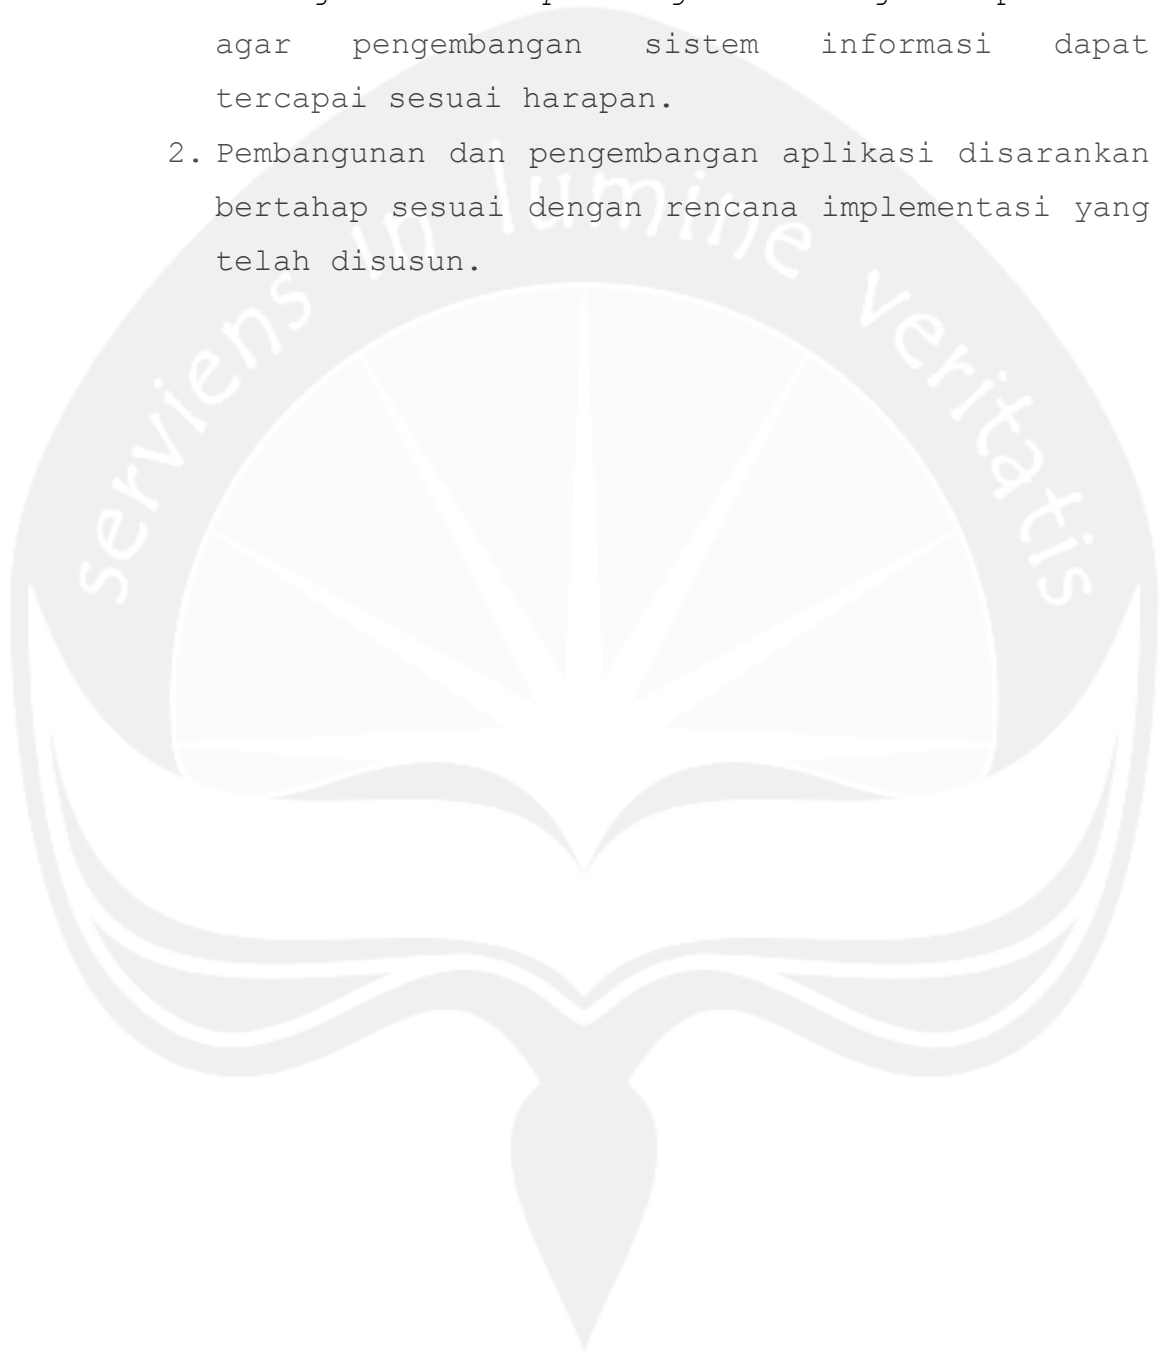 agar pengembangan sistem informasi dapat
tercapai sesuai harapan.
2. Pembangunan dan pengembangan aplikasi disarankan
bertahap sesuai dengan rencana implementasi yang
telah disusun.
serviens in lumine veritatis